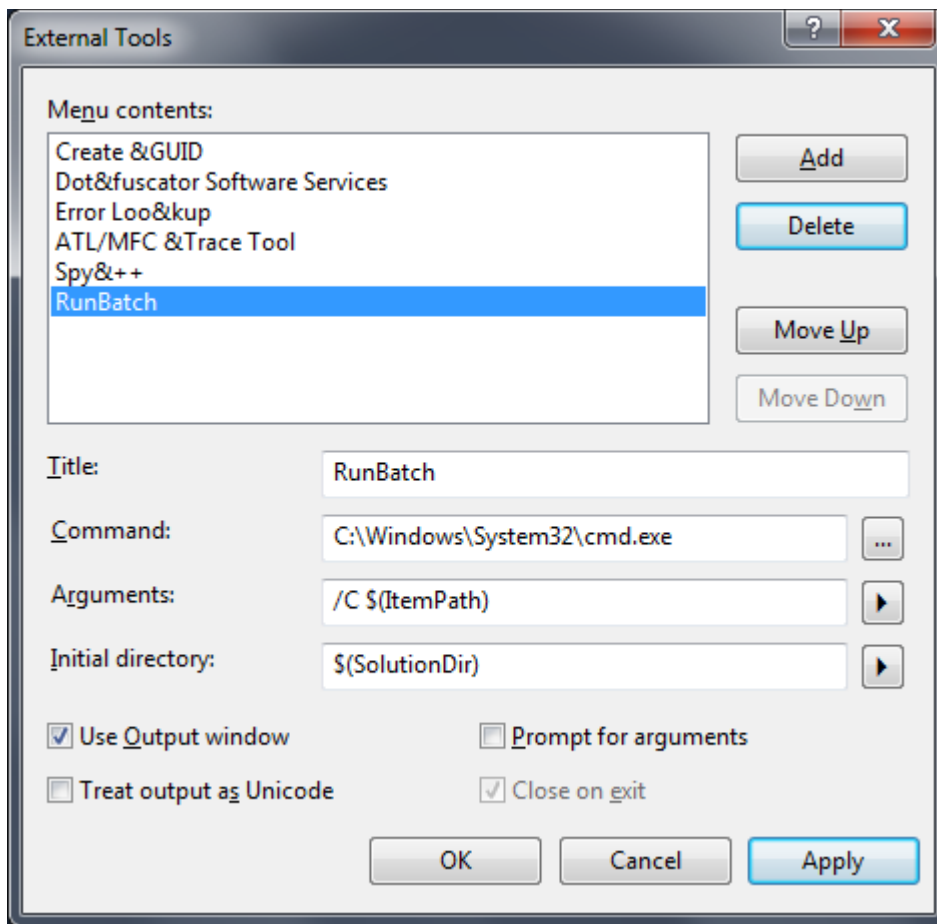 External Tools
?
Menu contents:
Create &GUID
Dot&fuscator Software Services
Error Loo&kup
ATL/MFC &Trace Tool
Spy&++
RunBatch
Add
Delete
Move Up
Move Down
Title:
RunBatch
Command:
C:\Windows\System32\cmd.exe
...
Arguments:
/C $(ItemPath)
Initial directory:
$(SolutionDir)
Use Output window
Prompt for arguments
Treat output as Unicode
Close on exit
OK
Cancel
Apply